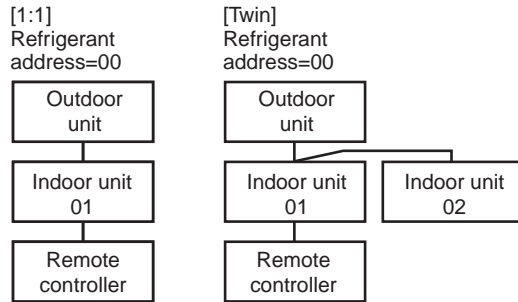 [1:1]
Refrigerant
address=00
Outdoor
unit
Indoor unit
01
Remote
controller
[Twin]
Refrigerant
address=00
Outdoor
unit
Indoor unit
01
Indoor unit
02
Remote
controller